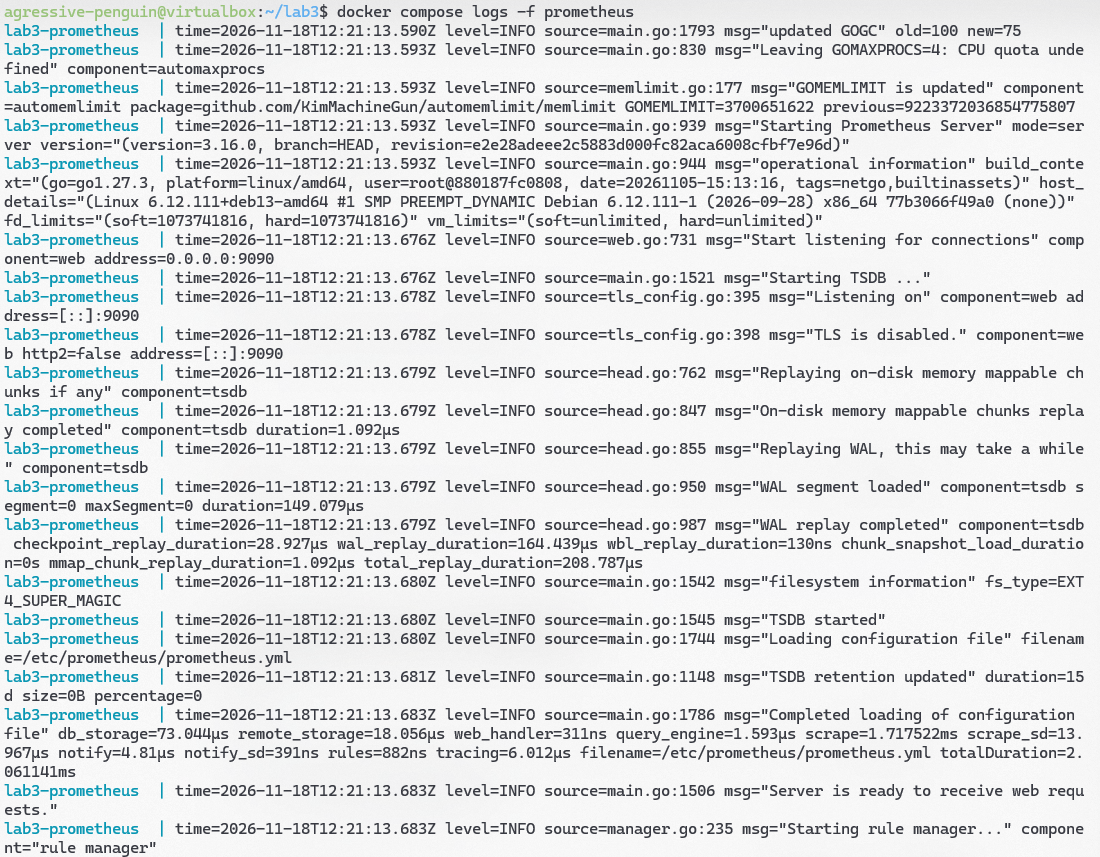 agressive-penguin@virtualbox:~/lab3$ docker compose logs -f prometheus
lab3-prometheus  | time=2026-11-18T12:21:13.590Z level=INFO source=main.go:1793 msg="updated GOGC" old=100 new=75
lab3-prometheus  | time=2026-11-18T12:21:13.593Z level=INFO source=main.go:830 msg="Leaving GOMAXPROCS=4: CPU quota unde
fined" component=automaxprocs
lab3-prometheus  | time=2026-11-18T12:21:13.593Z level=INFO source=memlimit.go:177 msg="GOMEMLIMIT is updated" component
=automemlimit package=github.com/KimMachineGun/automemlimit/memlimit GOMEMLIMIT=3700651622 previous=9223372036854775807
lab3-prometheus  | time=2026-11-18T12:21:13.593Z level=INFO source=main.go:939 msg="Starting Prometheus Server" mode=ser
ver version="(version=3.16.0, branch=HEAD, revision=e2e28adeee2c5883d000fc82aca6008cfbf7e96d)"
lab3-prometheus  | time=2026-11-18T12:21:13.593Z level=INFO source=main.go:944 msg="operational information" build_conte
xt="(go=go1.27.3, platform=linux/amd64, user=root@880187fc0808, date=20261105-15:13:16, tags=netgo,builtinassets)" host_
details="(Linux 6.12.111+deb13-amd64 #1 SMP PREEMPT_DYNAMIC Debian 6.12.111-1 (2026-09-28) x86_64 77b3066f49a0 (none))"
fd_limits="(soft=1073741816, hard=1073741816)" vm_limits="(soft=unlimited, hard=unlimited)"
lab3-prometheus  | time=2026-11-18T12:21:13.676Z level=INFO source=web.go:731 msg="Start listening for connections" comp
onent=web address=0.0.0.0:9090
lab3-prometheus  | time=2026-11-18T12:21:13.676Z level=INFO source=main.go:1521 msg="Starting TSDB ..."
lab3-prometheus  | time=2026-11-18T12:21:13.678Z level=INFO source=tls_config.go:395 msg="Listening on" component=web ad
dress=[::]:9090
lab3-prometheus  | time=2026-11-18T12:21:13.678Z level=INFO source=tls_config.go:398 msg="TLS is disabled." component=we
b http2=false address=[::]:9090
lab3-prometheus  | time=2026-11-18T12:21:13.679Z level=INFO source=head.go:762 msg="Replaying on-disk memory mappable ch
unks if any" component=tsdb
lab3-prometheus  | time=2026-11-18T12:21:13.679Z level=INFO source=head.go:847 msg="On-disk memory mappable chunks repla
y completed" component=tsdb duration=1.092µs
lab3-prometheus  | time=2026-11-18T12:21:13.679Z level=INFO source=head.go:855 msg="Replaying WAL, this may take a while
" component=tsdb
lab3-prometheus  | time=2026-11-18T12:21:13.679Z level=INFO source=head.go:950 msg="WAL segment loaded" component=tsdb s
egment=0 maxSegment=0 duration=149.079µs
lab3-prometheus  | time=2026-11-18T12:21:13.679Z level=INFO source=head.go:987 msg="WAL replay completed" component=tsdb
 checkpoint_replay_duration=28.927µs wal_replay_duration=164.439µs wbl_replay_duration=130ns chunk_snapshot_load_duratio
n=0s mmap_chunk_replay_duration=1.092µs total_replay_duration=208.787µs
lab3-prometheus  | time=2026-11-18T12:21:13.680Z level=INFO source=main.go:1542 msg="filesystem information" fs_type=EXT
4_SUPER_MAGIC
lab3-prometheus  | time=2026-11-18T12:21:13.680Z level=INFO source=main.go:1545 msg="TSDB started"
lab3-prometheus  | time=2026-11-18T12:21:13.680Z level=INFO source=main.go:1744 msg="Loading configuration file" filenam
e=/etc/prometheus/prometheus.yml
lab3-prometheus  | time=2026-11-18T12:21:13.681Z level=INFO source=main.go:1148 msg="TSDB retention updated" duration=15
d size=0B percentage=0
lab3-prometheus  | time=2026-11-18T12:21:13.683Z level=INFO source=main.go:1786 msg="Completed loading of configuration
file" db_storage=73.044µs remote_storage=18.056µs web_handler=311ns query_engine=1.593µs scrape=1.717522ms scrape_sd=13.
967µs notify=4.81µs notify_sd=391ns rules=882ns tracing=6.012µs filename=/etc/prometheus/prometheus.yml totalDuration=2.
061141ms
lab3-prometheus  | time=2026-11-18T12:21:13.683Z level=INFO source=main.go:1506 msg="Server is ready to receive web requ
ests."
lab3-prometheus  | time=2026-11-18T12:21:13.683Z level=INFO source=manager.go:235 msg="Starting rule manager..." compone
nt="rule manager"